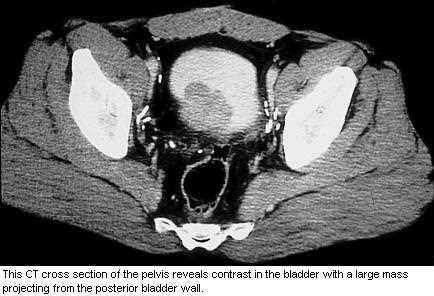 This CT cross section of the pelvis reveals contrast in the bladder with a large mass
projecting from the posterior bladder wall.